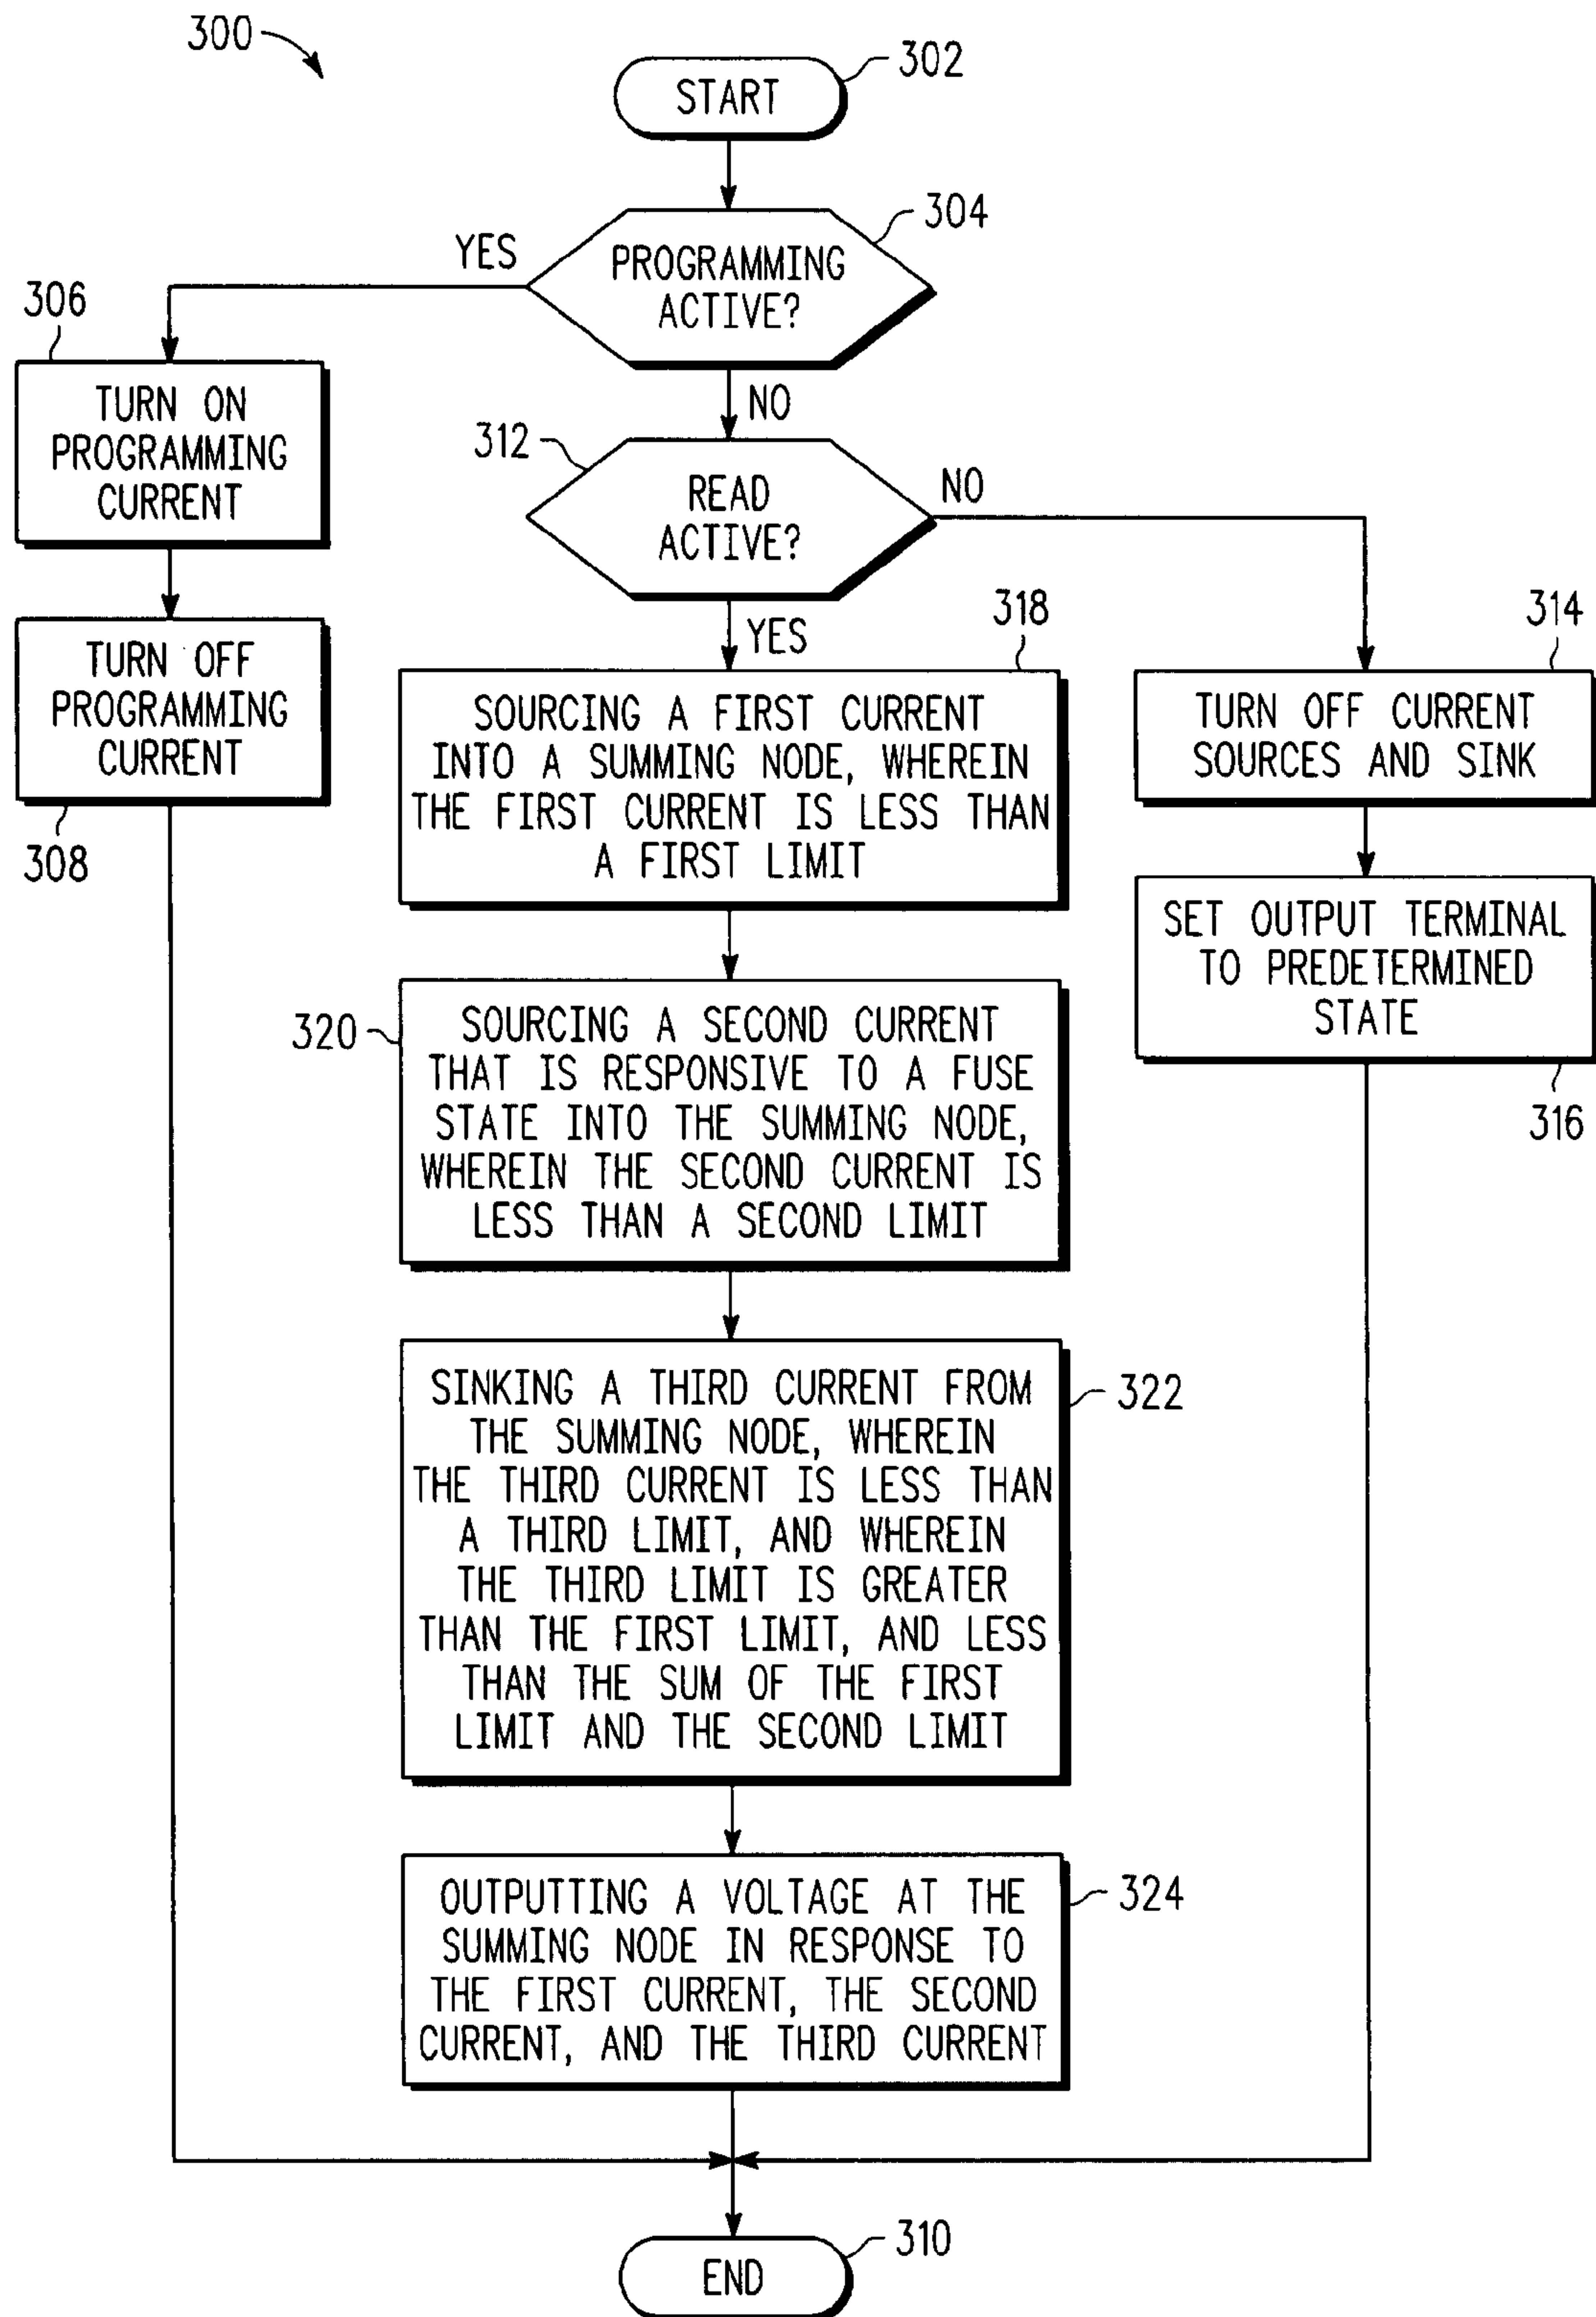 300
302
START
304
PROGRAMMING
ACTIVE?
YES
NO
306
TURN ON
PROGRAMMING
CURRENT
TURN OFF
PROGRAMMING
CURRENT
308
312
READ
ACTIVE?
NO
YES
314
TURN OFF CURRENT
SOURCES AND SINK
SET OUTPUT TERMINAL
TO PREDETERMINED
STATE
316
318
SOURCING A FIRST CURRENT
INTO A SUMMING NODE, WHEREIN
THE FIRST CURRENT IS LESS THAN
A FIRST LIMIT
320
SOURCING A SECOND CURRENT
THAT IS RESPONSIVE TO A FUSE
STATE INTO THE SUMMING NODE,
WHEREIN THE SECOND CURRENT IS
LESS THAN A SECOND LIMIT
322
SINKING A THIRD CURRENT FROM
THE SUMMING NODE, WHEREIN
THE THIRD CURRENT IS LESS THAN
A THIRD LIMIT, AND WHEREIN
THE THIRD LIMIT IS GREATER
THAN THE FIRST LIMIT, AND LESS
THAN THE SUM OF THE FIRST
LIMIT AND THE SECOND LIMIT
324
OUTPUTTING A VOLTAGE AT THE
SUMMING NODE IN RESPONSE TO
THE FIRST CURRENT, THE SECOND
CURRENT, AND THE THIRD CURRENT
310
END